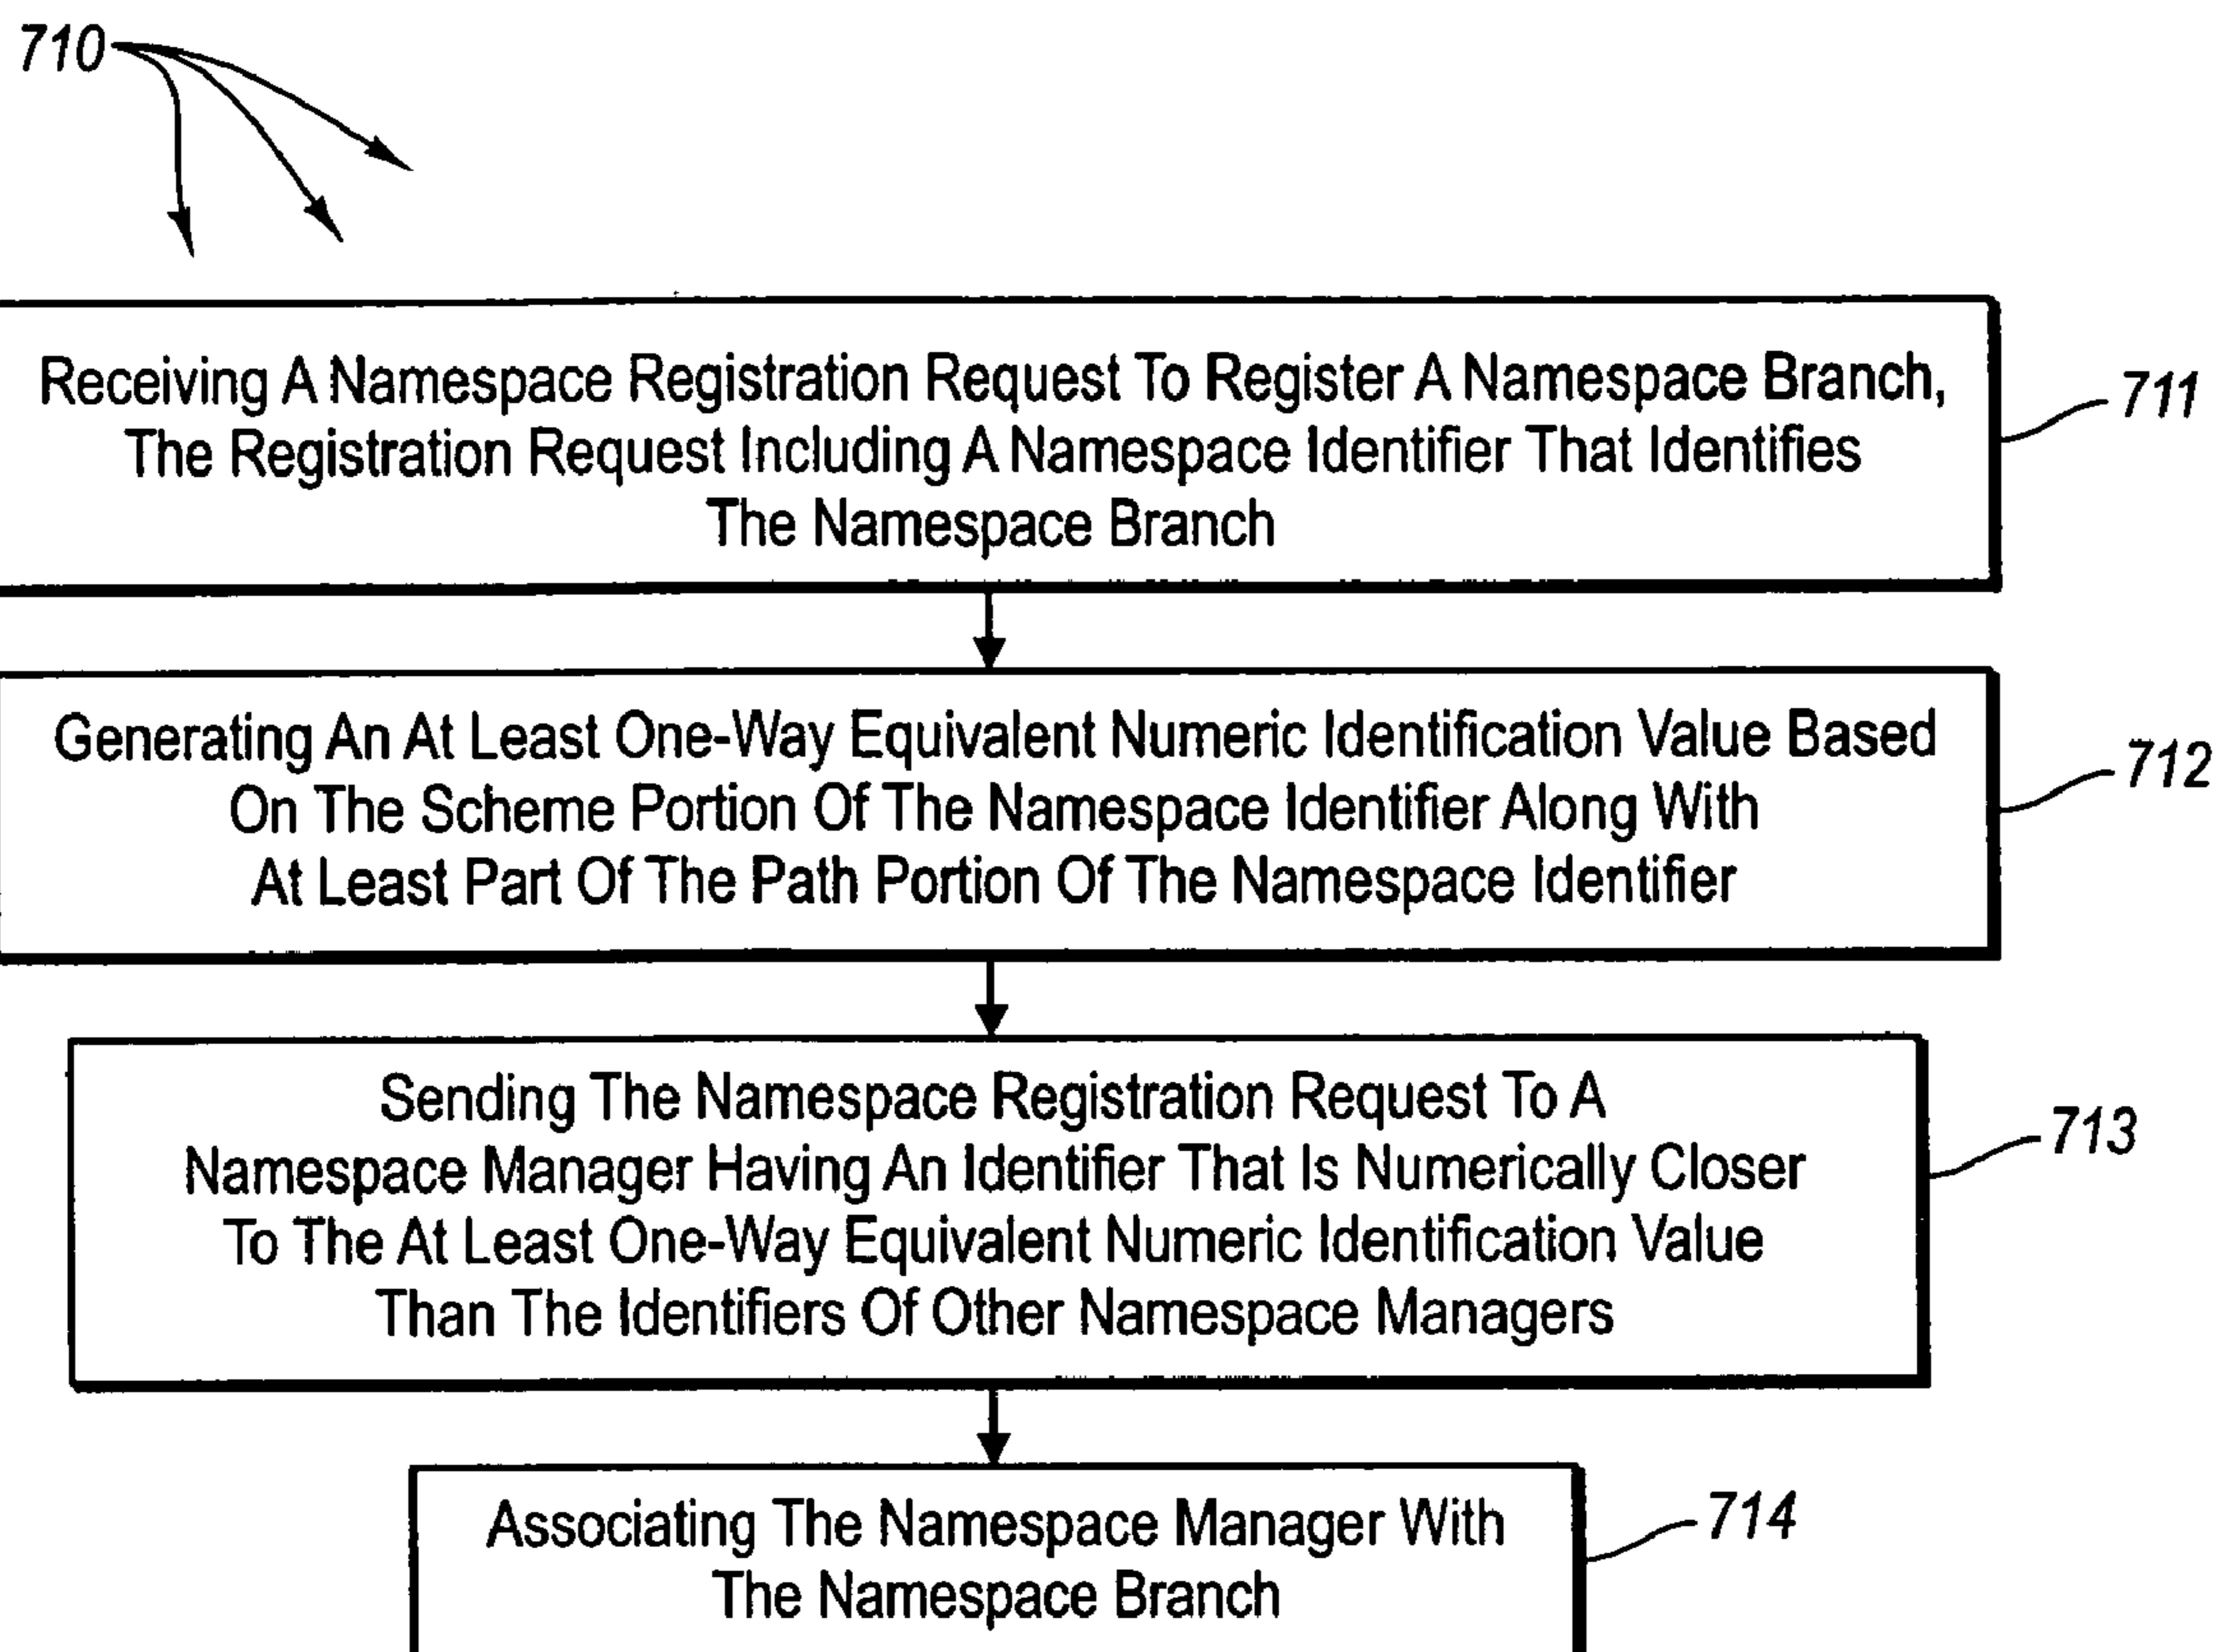 710
Receiving A Namespace Registration Request To Register A Namespace Branch,
The Registration Request Including A Namespace Identifier That Identifies
The Namespace Branch
711
Generating An At Least One-Way Equivalent Numeric Identification Value Based
On The Scheme Portion Of The Namespace Identifier Along With
At Least Part Of The Path Portion Of The Namespace Identifier
712
Sending The Namespace Registration Request To A
Namespace Manager Having An Identifier That Is Numerically Closer
To The At Least One-Way Equivalent Numeric Identification Value
Than The Identifiers Of Other Namespace Managers
713
Associating The Namespace Manager With
The Namespace Branch
714